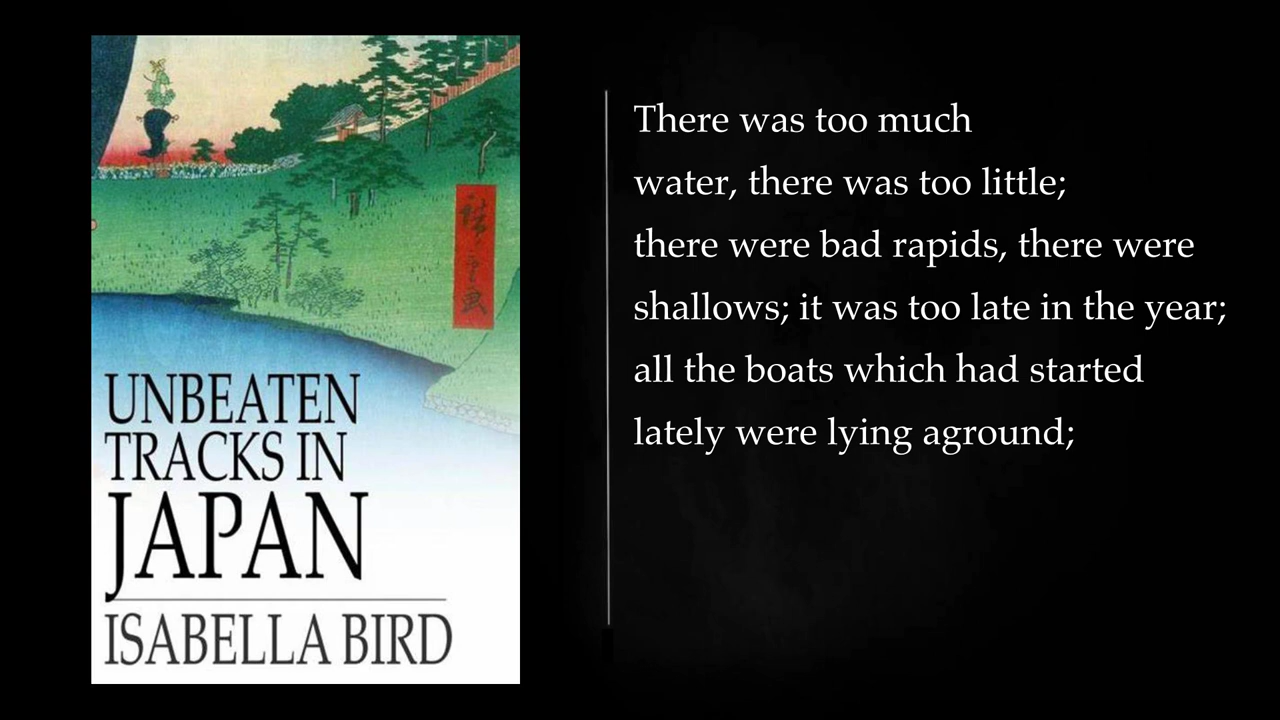 UNBEATEN
TRACKS IN
JAPAN
ISABELLA BIRD
There was too much
water, there was too little;
there were bad rapids, there were
shallows; it was too late in the year;
all the boats which had started
lately were lying aground;